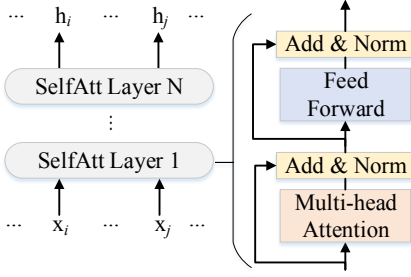 ... h_i ... h_j ...
SelfAtt Layer N
⋮
SelfAtt Layer 1
... x_i ... x_j ...
Add & Norm
Feed
Forward
Add & Norm
Multi-head
Attention